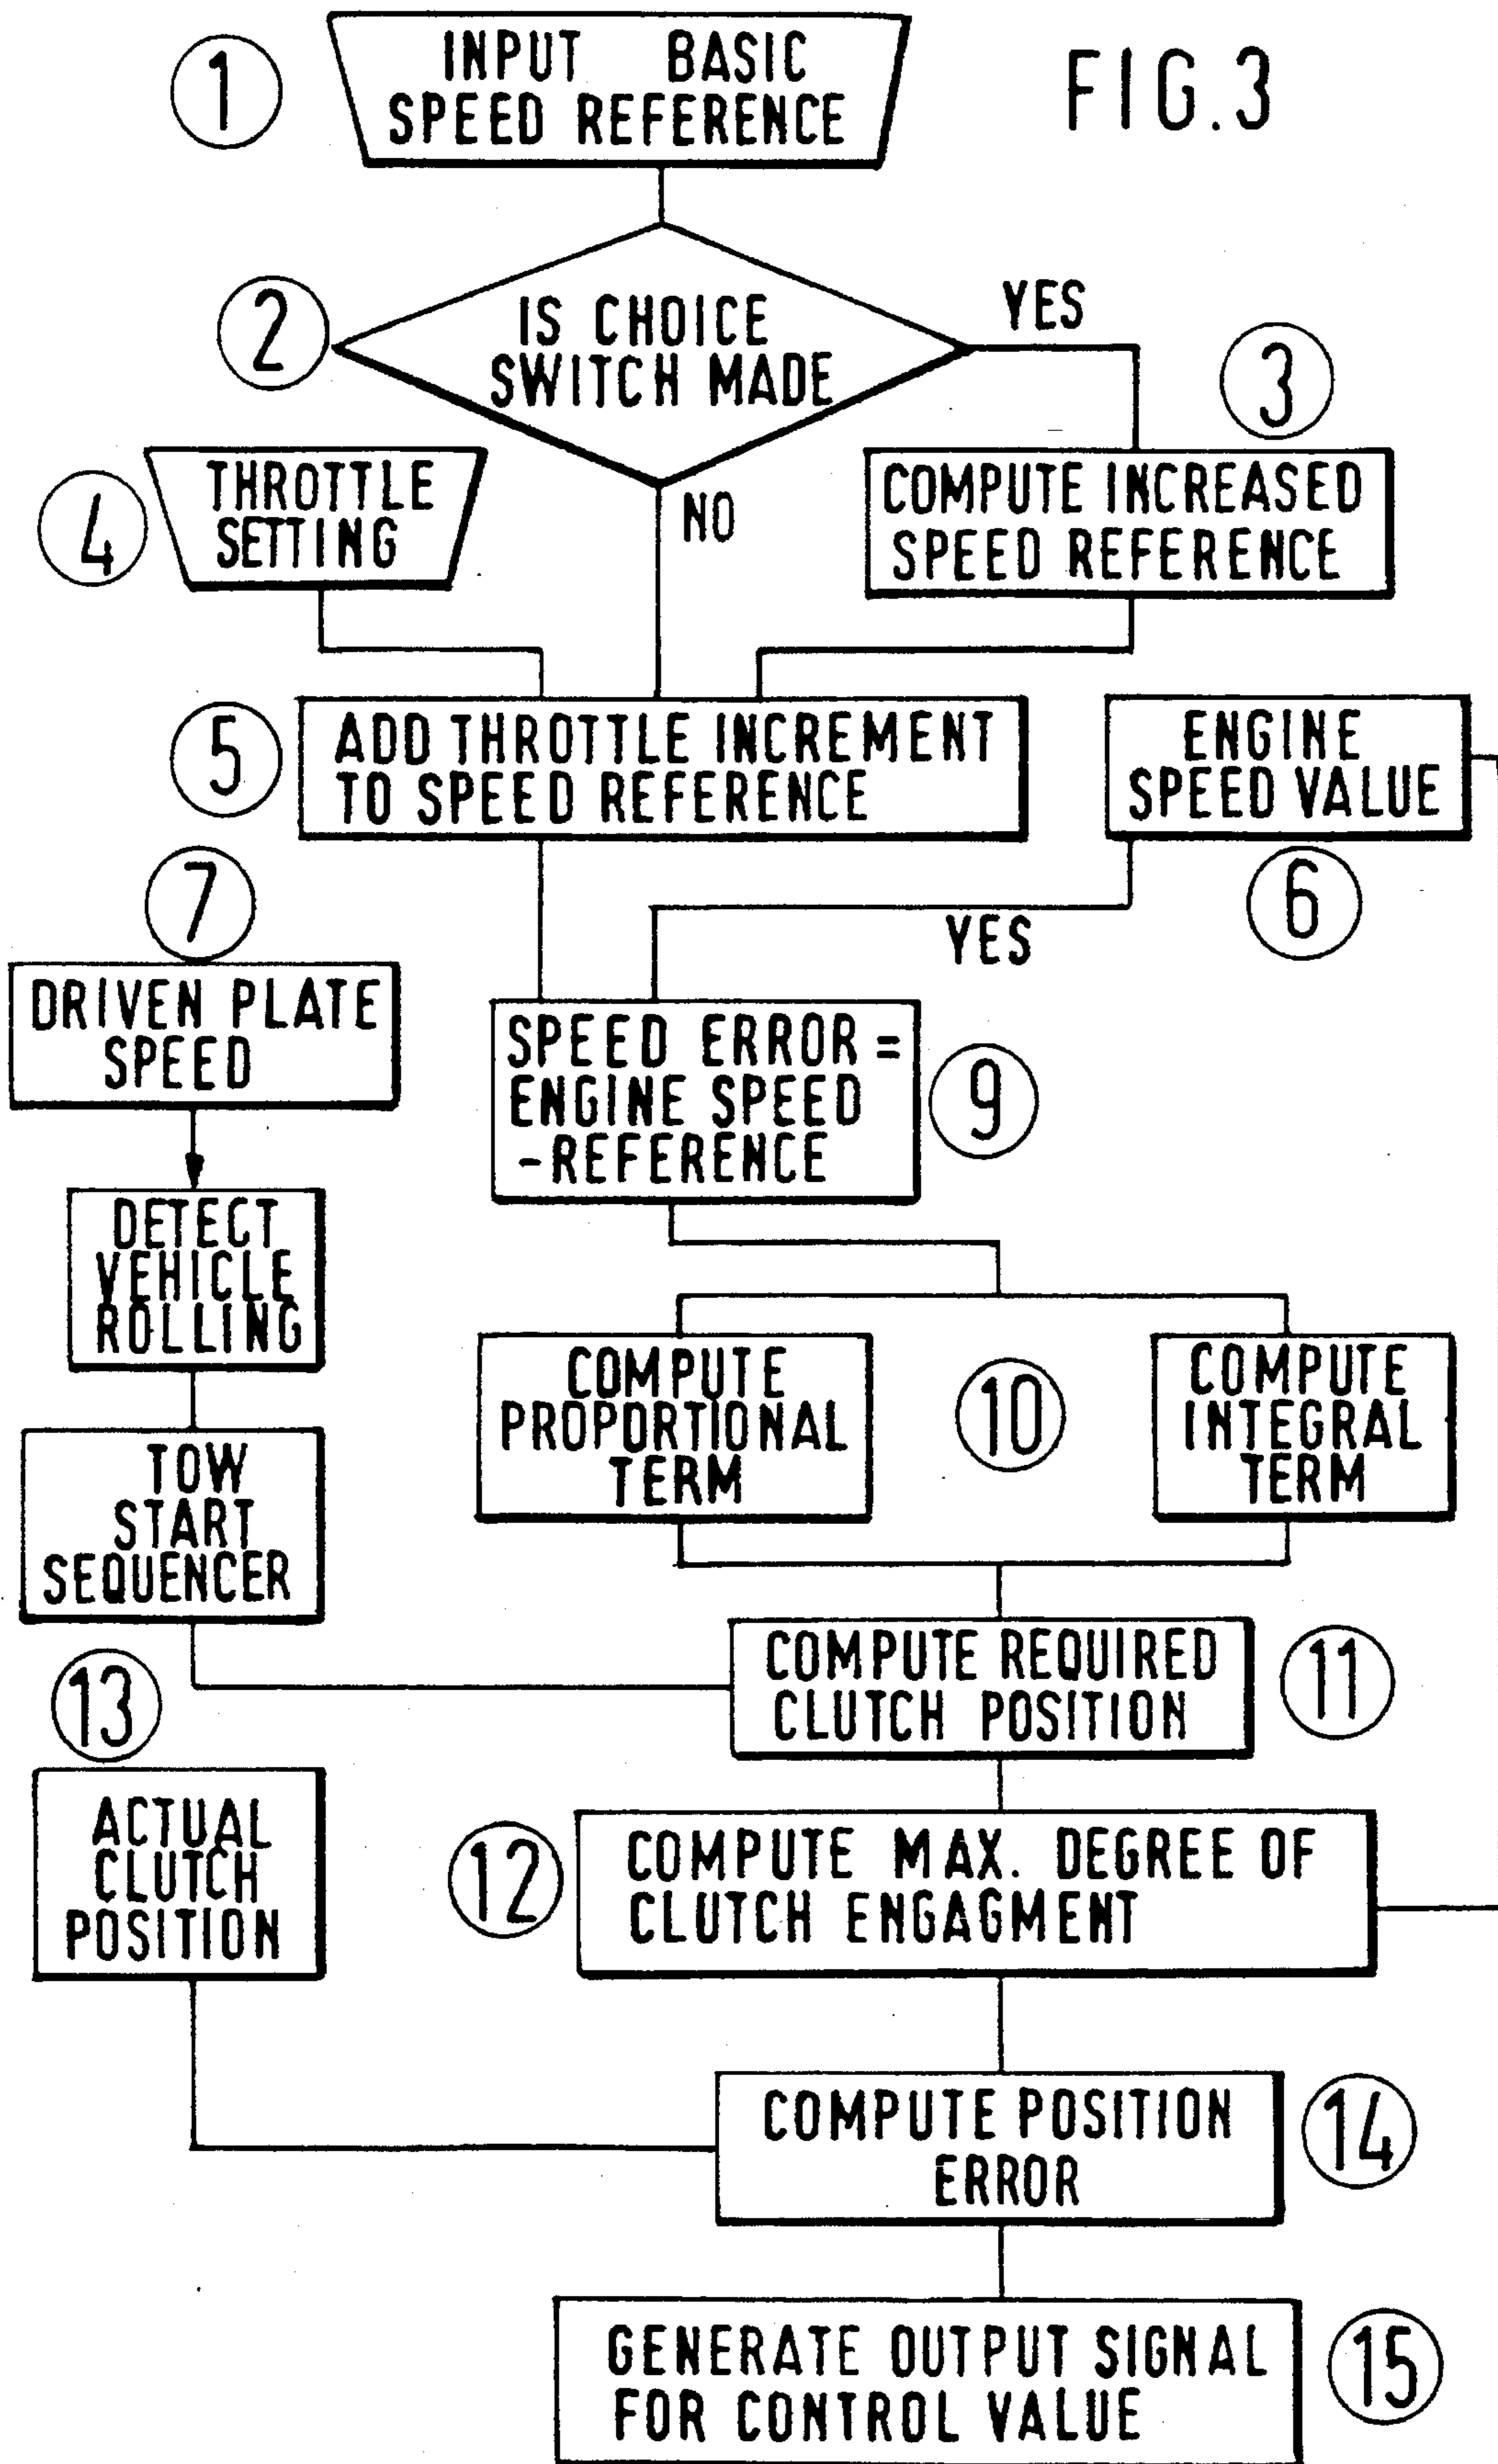 FIG.3
1
INPUT BASIC
SPEED REFERENCE
2
IS CHOICE
SWITCH MADE
YES
NO
3
COMPUTE INCREASED
SPEED REFERENCE
4
THROTTLE
SETTING
5
ADD THROTTLE INCREMENT
TO SPEED REFERENCE
ENGINE
SPEED VALUE
6
YES
7
DRIVEN PLATE
SPEED
SPEED ERROR =
ENGINE SPEED
-REFERENCE
9
DETECT
VEHICLE
ROLLING
COMPUTE
PROPORTIONAL
TERM
10
COMPUTE
INTEGRAL
TERM
TOW
START
SEQUENCER
COMPUTE REQUIRED
CLUTCH POSITION
11
13
ACTUAL
CLUTCH
POSITION
12
COMPUTE MAX. DEGREE OF
CLUTCH ENGAGMENT
COMPUTE POSITION
ERROR
14
GENERATE OUTPUT SIGNAL
FOR CONTROL VALUE
15